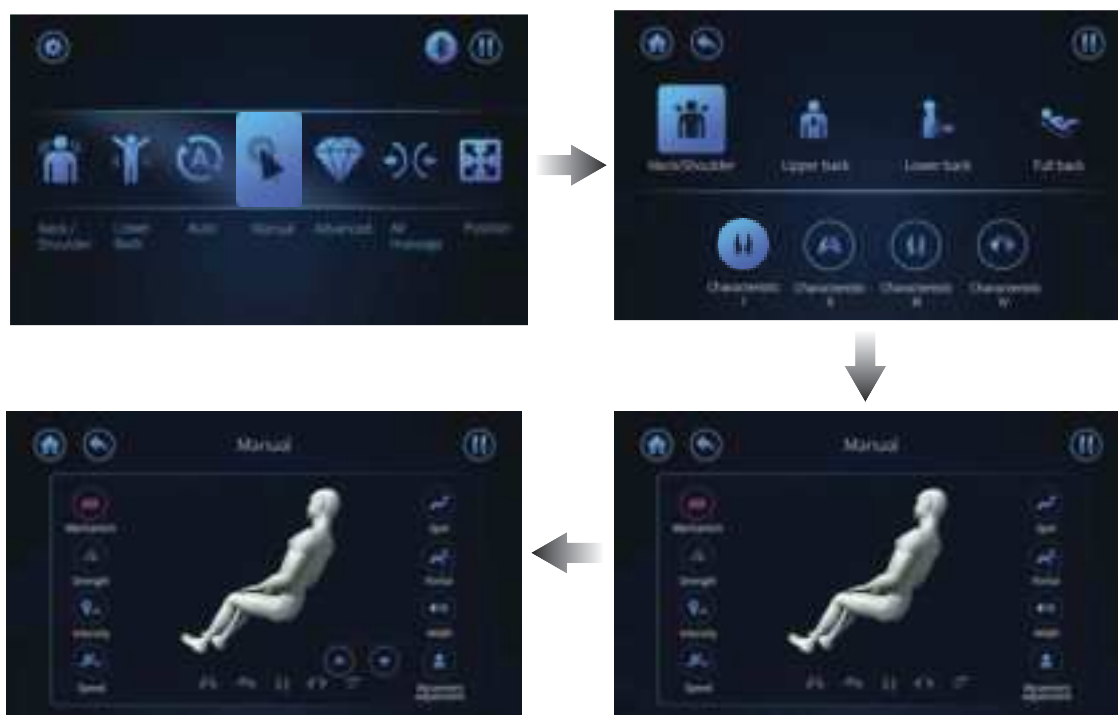 Neck / Shoulder
Lower Back
Auto
Manual
Advanced
Air massage
Position
Neck/Shoulder
Upper back
Lower back
Full back
Characteristic I
Characteristic II
Characteristic III
Characteristic IV
Manual
Mechanism
Strength
Intensity
Speed
Spot
Partial
Width
adjustment
Manual
Mechanism
Strength
Intensity
Speed
Spot
Partial
Width
adjustment